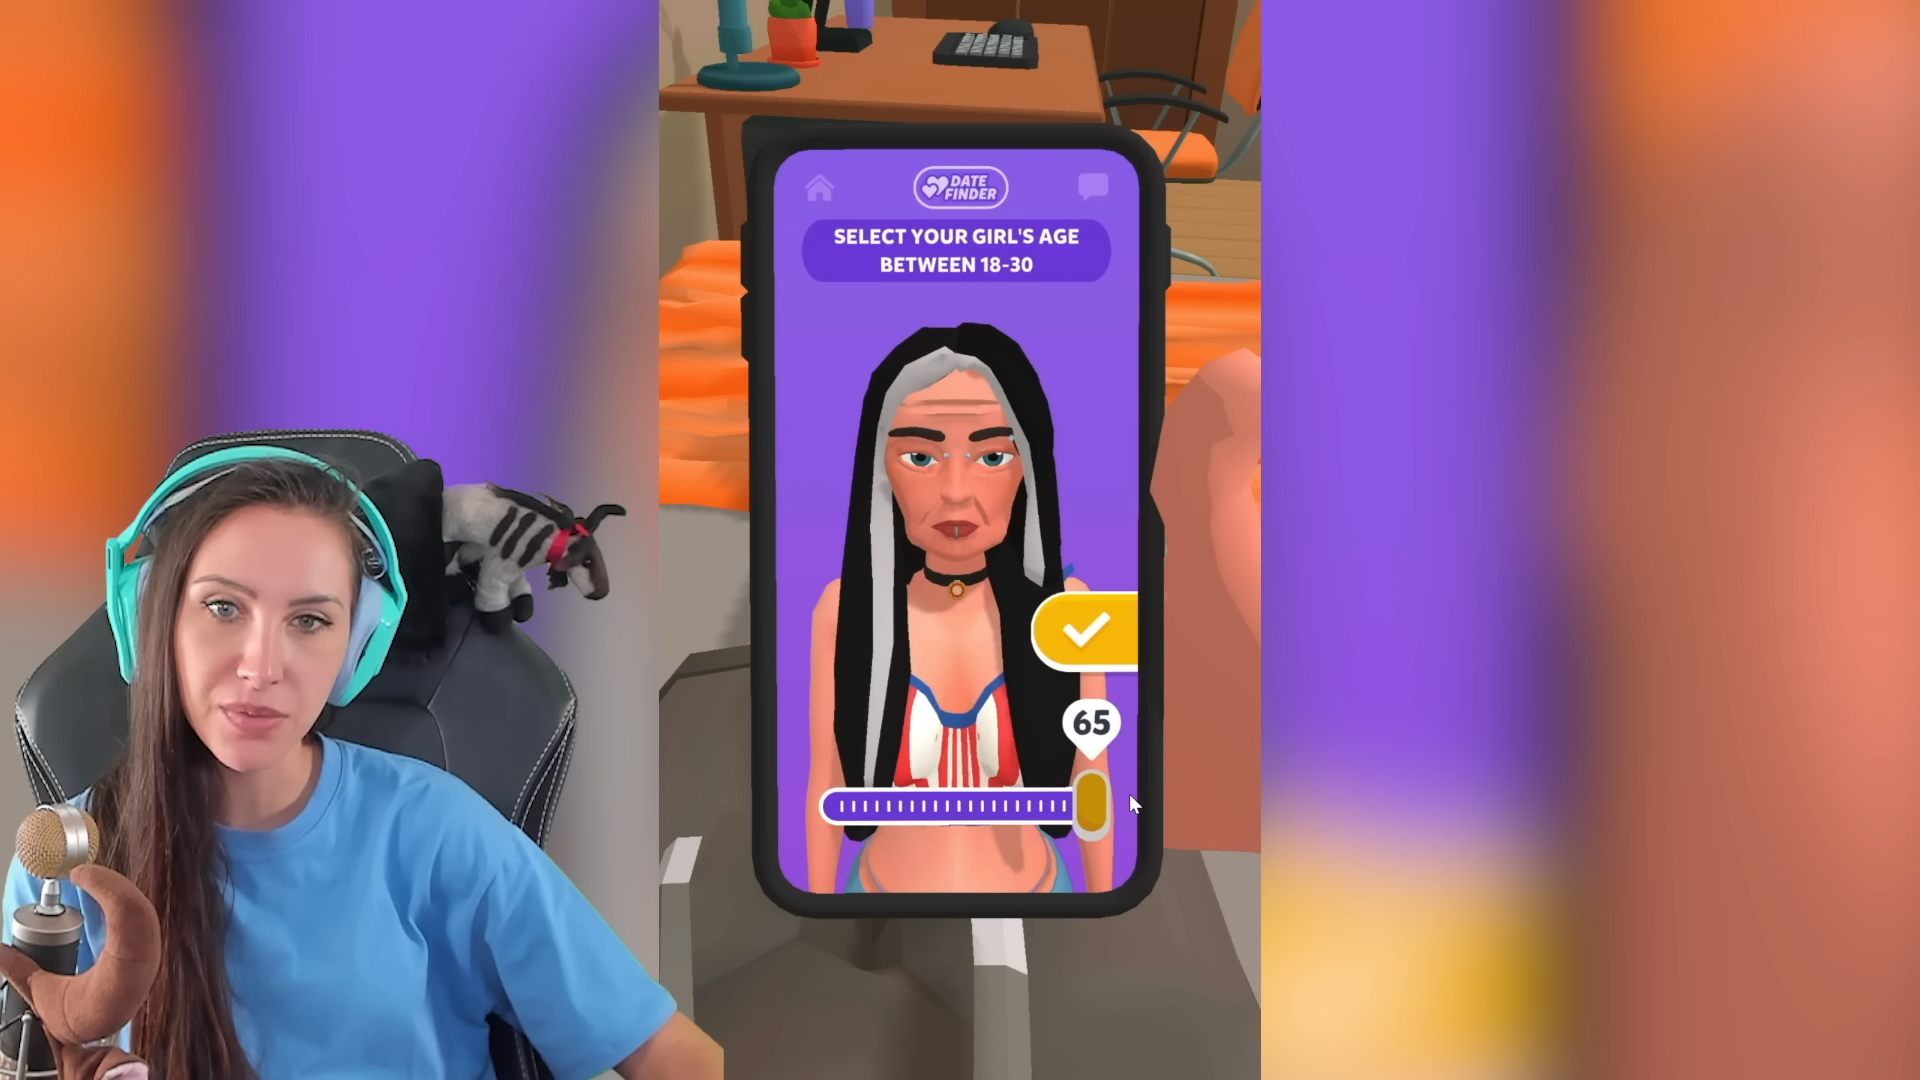 DATE
FINDER
SELECT YOUR GIRL'S AGE
BETWEEN 18-30
65